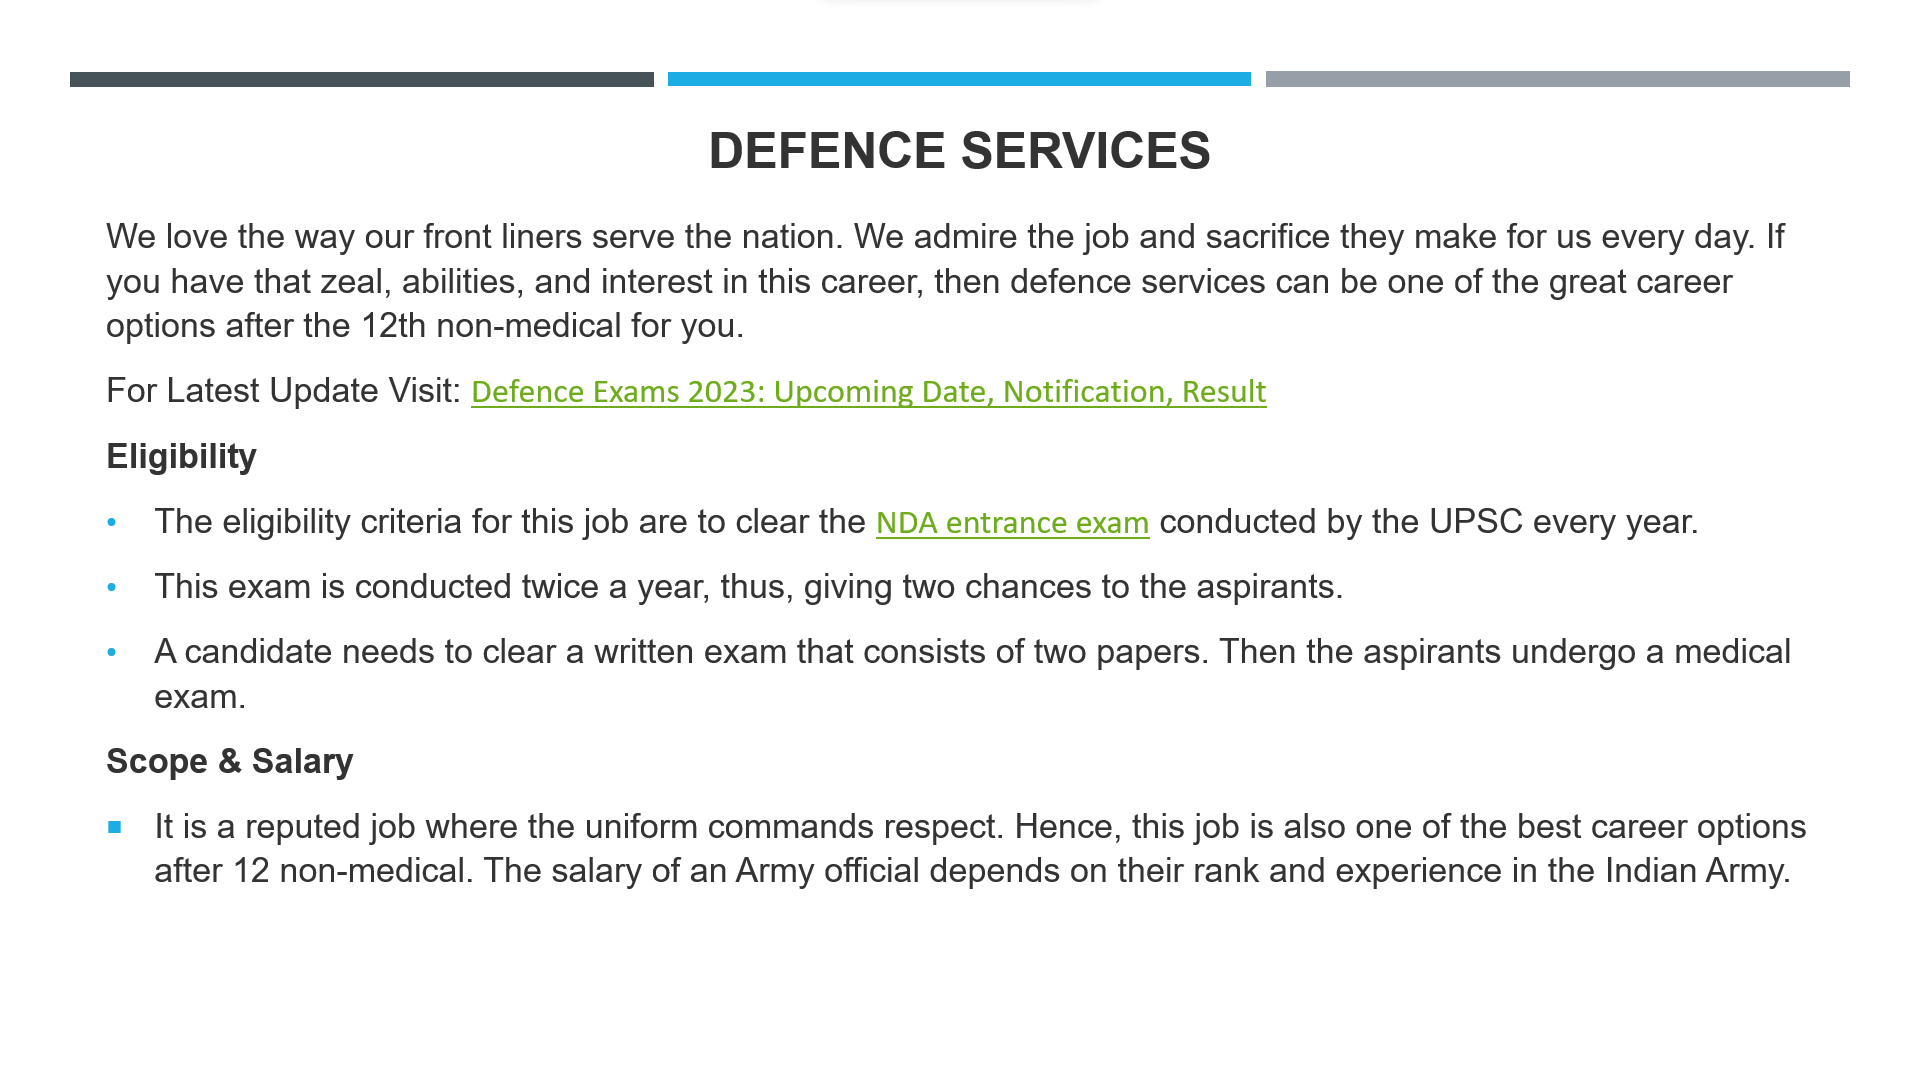 DEFENCE SERVICES
We love the way our front liners serve the nation. We admire the job and sacrifice they make for us every day. If
you have that zeal, abilities, and interest in this career, then defence services can be one of the great career
options after the 12th non-medical for you.
For Latest Update Visit: Defence Exams 2023: Upcoming Date, Notification, Result
Eligibility
• The eligibility criteria for this job are to clear the NDA entrance exam conducted by the UPSC every year.
• This exam is conducted twice a year, thus, giving two chances to the aspirants.
• A candidate needs to clear a written exam that consists of two papers. Then the aspirants undergo a medical
exam.
Scope & Salary
▪ It is a reputed job where the uniform commands respect. Hence, this job is also one of the best career options
after 12 non-medical. The salary of an Army official depends on their rank and experience in the Indian Army.